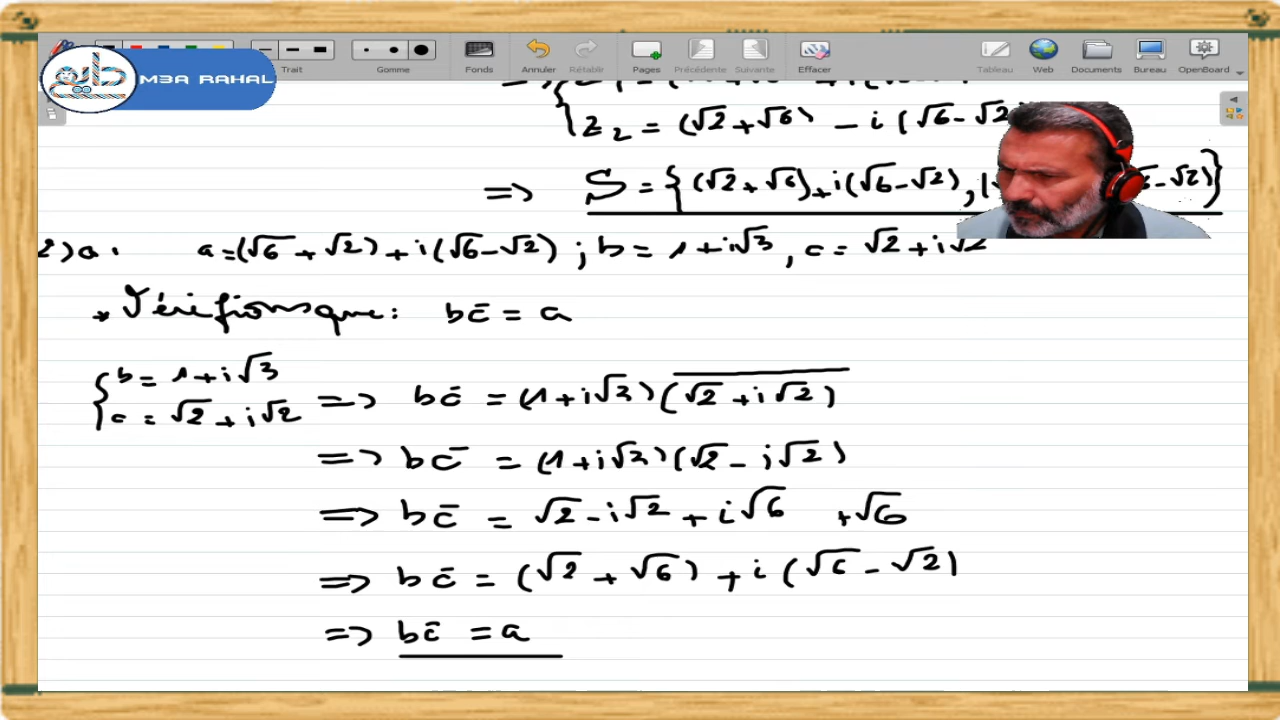 Trait Gomme Fonds Annuler Rétablir Pages Précédente Suivante Effacer Tableau Web Documents Bureau OpenBoard
M3A RAHAL
z₂ = (√2+√6) - i(√6-√2
=> S = {(√2+√6)+i(√6-√2),
2)a. a=(√6+√2)+i(√6-√2) ; b = 1+i√3 , c = √2+i√2
* Vérifions que: bc̄ = a
{ b = 1+i√3
c = √2+i√2 => bc̄ = (1+i√3)(\overline{√2+i√2})
=> bc̄ = (1+i√3)(√2-i√2)
=> bc̄ = √2-i√2+i√6 +√6
=> bc̄ = (√2+√6)+i(√6-√2)
=> bc̄ = a